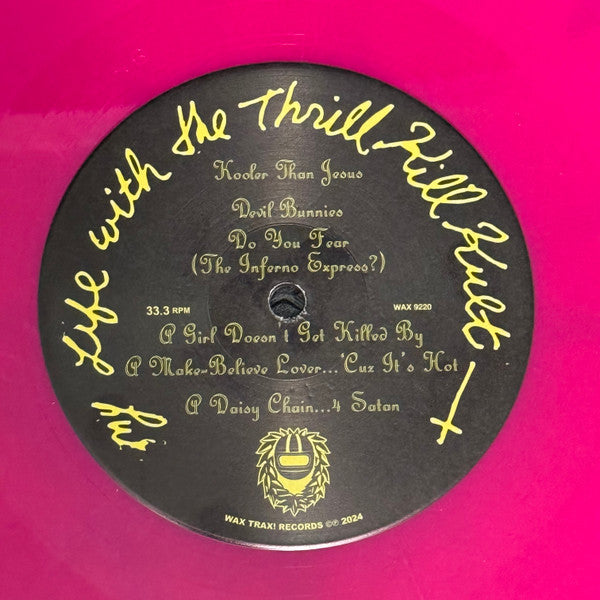 My Life with the Thrill Kill Kult
Kooler Than Jesus
Devil Bunnies
Do You Fear
(The Inferno Express?)
33.3 RPM
WAX 9220
A Girl Doesn't Get Killed By
A Make-Believe Lover...'Cuz It's Hot
A Daisy Chain...4 Satan
WAX TRAX! RECORDS ©℗ 2024